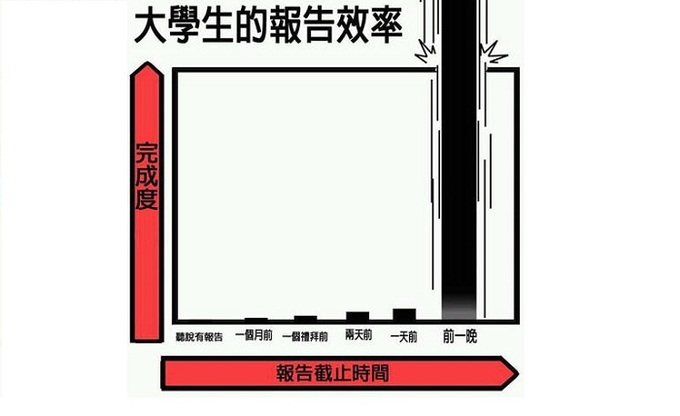 大學生的報告效率
完成度
聽說有報告
一個月前
一個禮拜前
兩天前
一天前
前一晚
報告截止時間